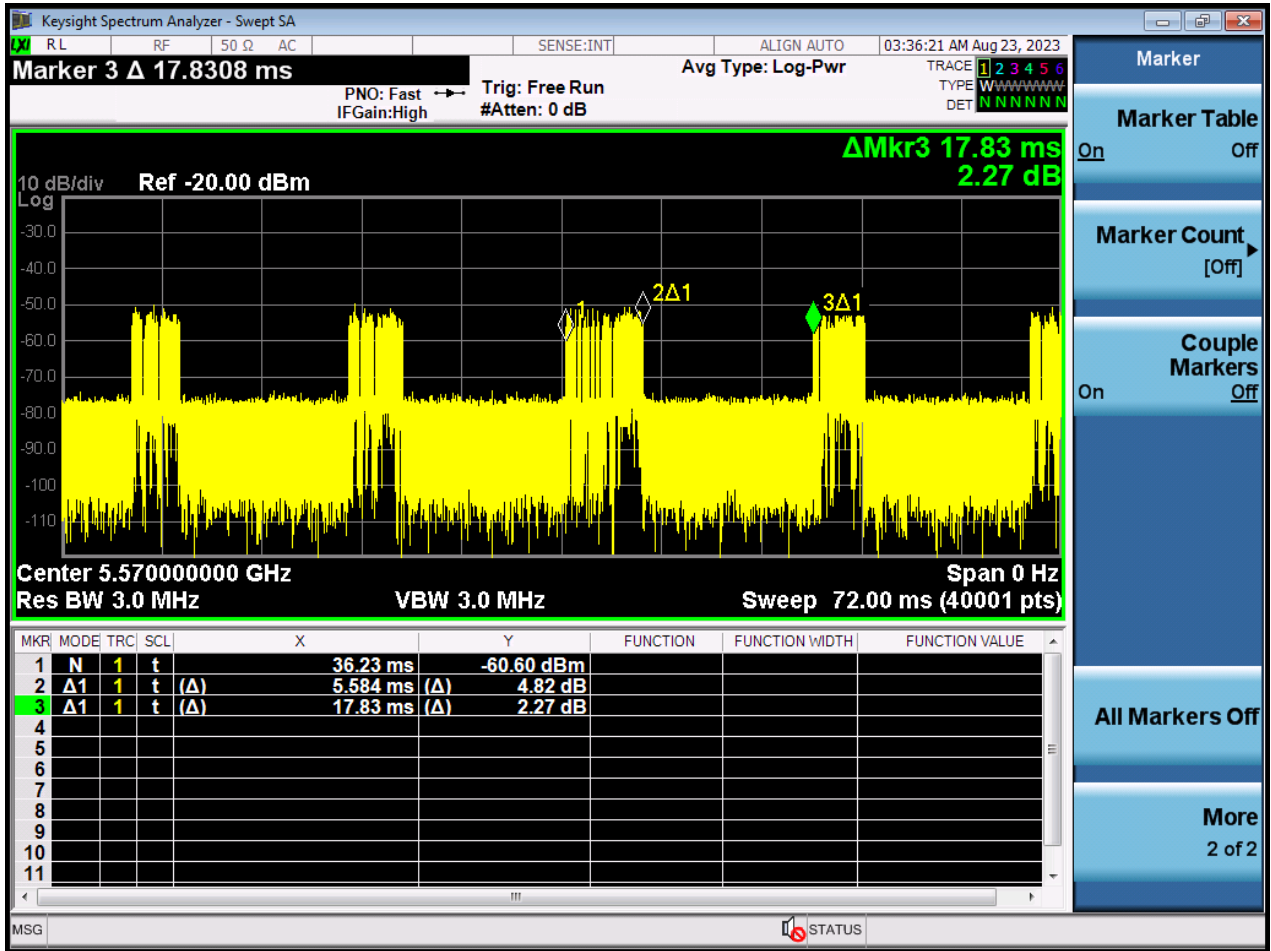 Keysight Spectrum Analyzer - Swept SA
LXI RL RF 50 Ω AC SENSE:INT ALIGN AUTO 03:36:21 AM Aug 23, 2023
Marker 3 Δ 17.8308 ms
PNO: Fast
IFGain:High
Trig: Free Run
#Atten: 0 dB
Avg Type: Log-Pwr
TRACE 1 2 3 4 5 6
TYPE WWWWWW
DET N N N N N N
ΔMkr3 17.83 ms
2.27 dB
10 dB/div Ref -20.00 dBm
Log
-30.0
-40.0
-50.0
-60.0
-70.0
-80.0
-90.0
-100
-110
1
2Δ1
3Δ1
Center 5.570000000 GHz Span 0 Hz
Res BW 3.0 MHz VBW 3.0 MHz Sweep 72.00 ms (40001 pts)
MKR MODE TRC SCL X Y FUNCTION FUNCTION WIDTH FUNCTION VALUE
1 N 1 t 36.23 ms -60.60 dBm
2 Δ1 1 t (Δ) 5.584 ms (Δ) 4.82 dB
3 Δ1 1 t (Δ) 17.83 ms (Δ) 2.27 dB
4
5
6
7
8
9
10
11
MSG STATUS
Marker
Marker Table
On Off
Marker Count
[Off]
Couple
Markers
On Off
All Markers Off
More
2 of 2